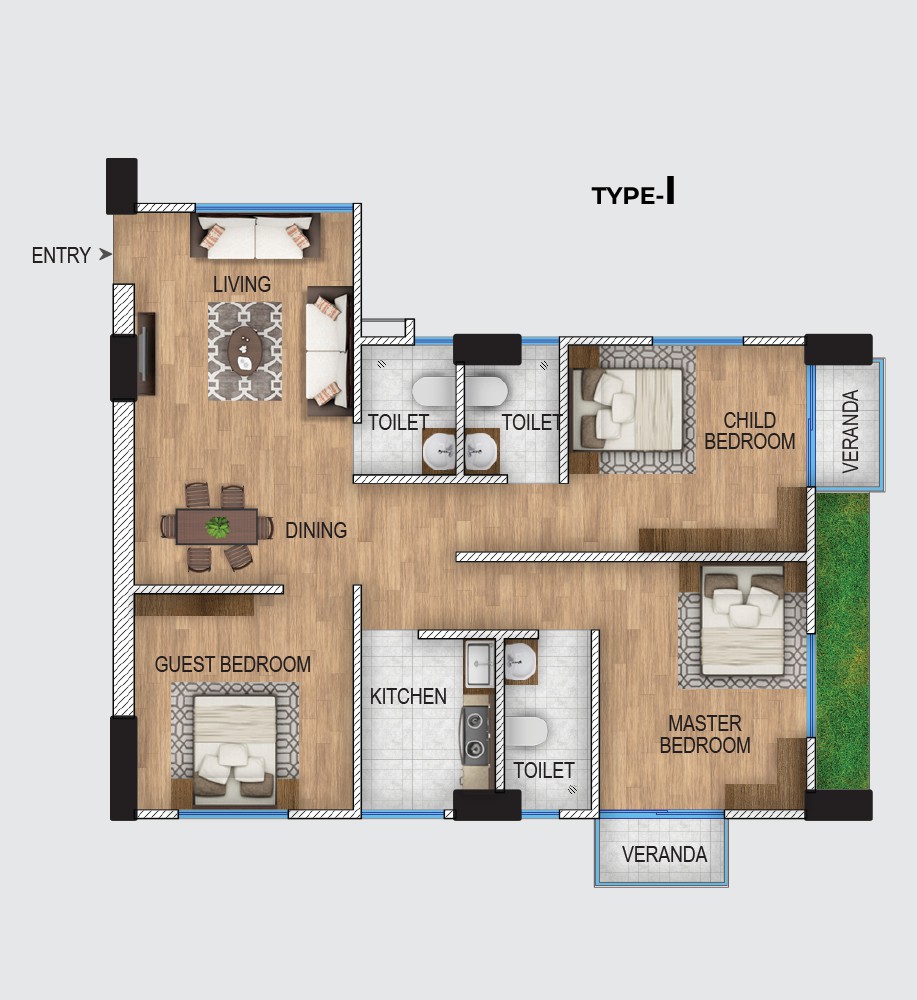 TYPE-I
ENTRY
LIVING
TOILET
TOILET
CHILD
BEDROOM
VERANDA
DINING
GUEST BEDROOM
KITCHEN
TOILET
MASTER
BEDROOM
VERANDA